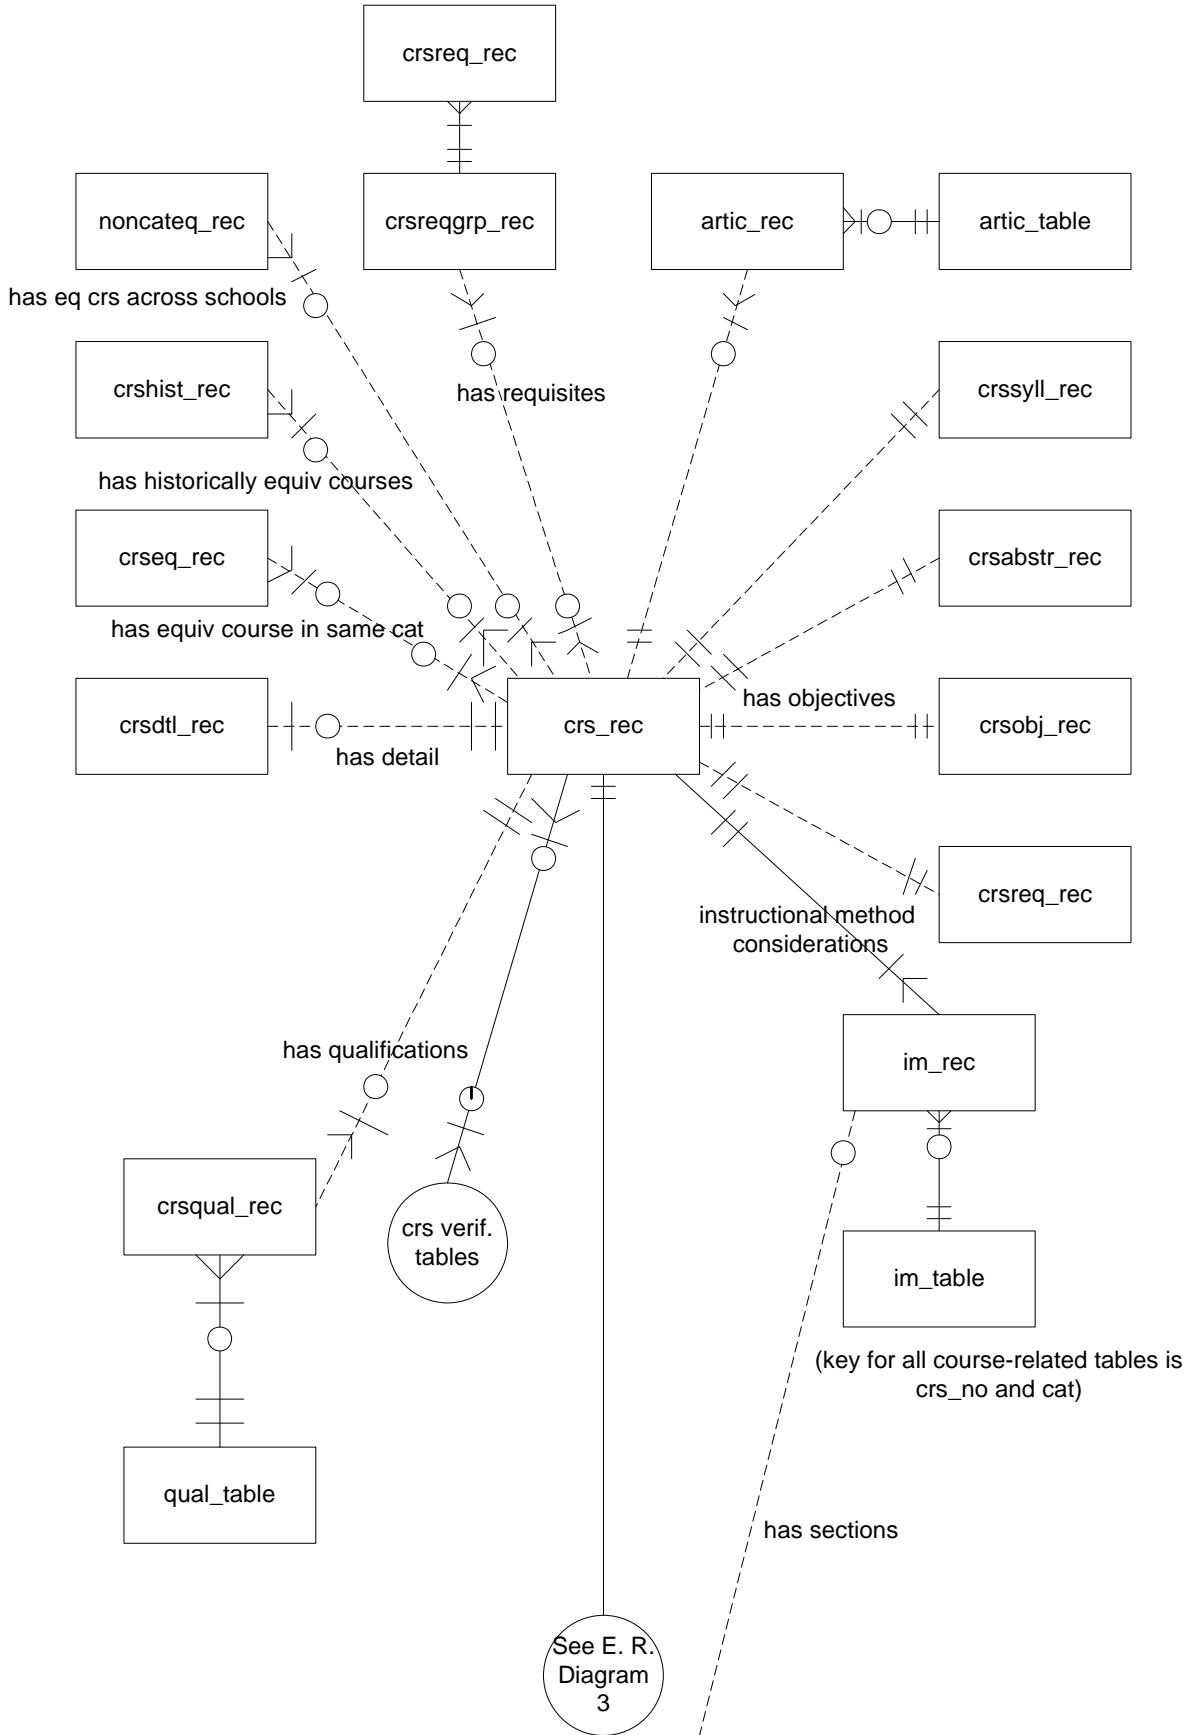 crsreq_rec
noncateq_rec
crsreqgrp_rec
artic_rec
artic_table
has eq crs across schools
crshist_rec
has requisites
crssyll_rec
has historically equiv courses
crseq_rec
crsabstr_rec
has equiv course in same cat
crsdtl_rec
has detail
crs_rec
has objectives
crsobj_rec
crsreq_rec
instructional method
considerations
has qualifications
im_rec
crsqual_rec
crs verif.
tables
im_table
(key for all course-related tables is
crs_no and cat)
qual_table
has sections
See E. R.
Diagram
3